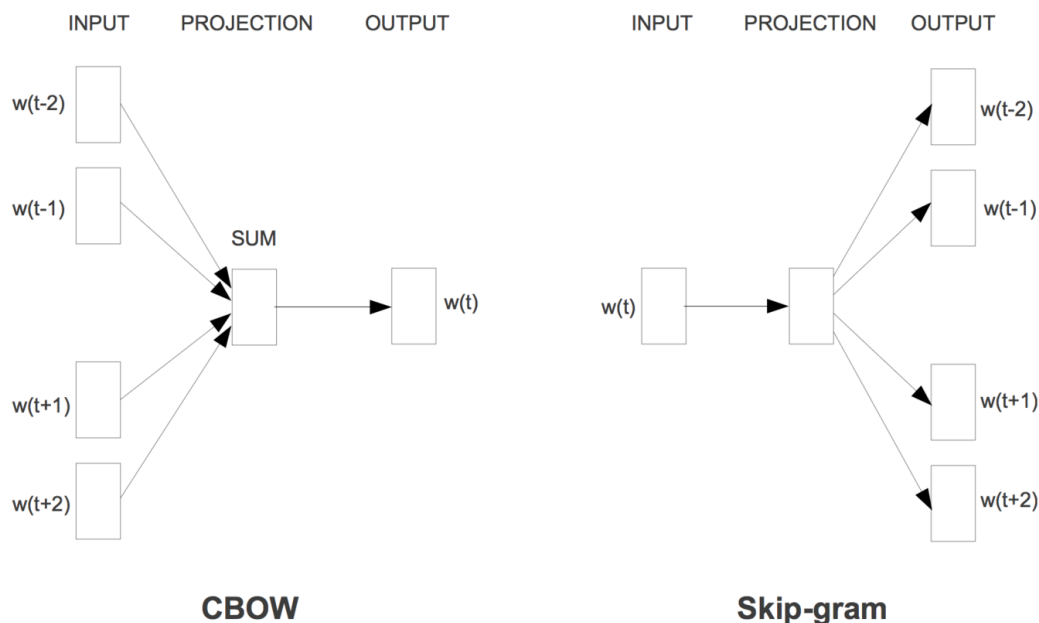 INPUT PROJECTION OUTPUT
w(t-2)
w(t-1)
SUM
w(t)
w(t+1)
w(t+2)
CBOW
INPUT PROJECTION OUTPUT
w(t-2)
w(t-1)
w(t)
w(t+1)
w(t+2)
Skip-gram